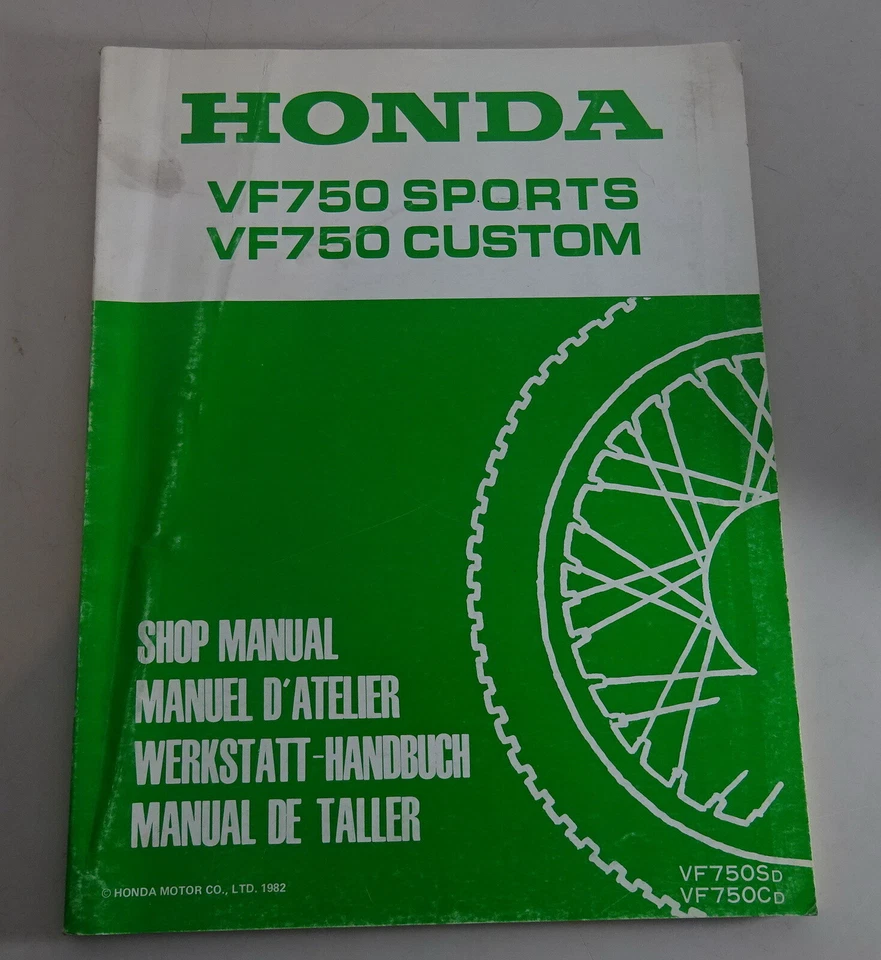 HONDA
VF750 SPORTS
VF750 CUSTOM
SHOP MANUAL
MANUEL D'ATELIER
WERKSTATT-HANDBUCH
MANUAL DE TALLER
© HONDA MOTOR CO., LTD. 1982
VF750SD
VF750CD